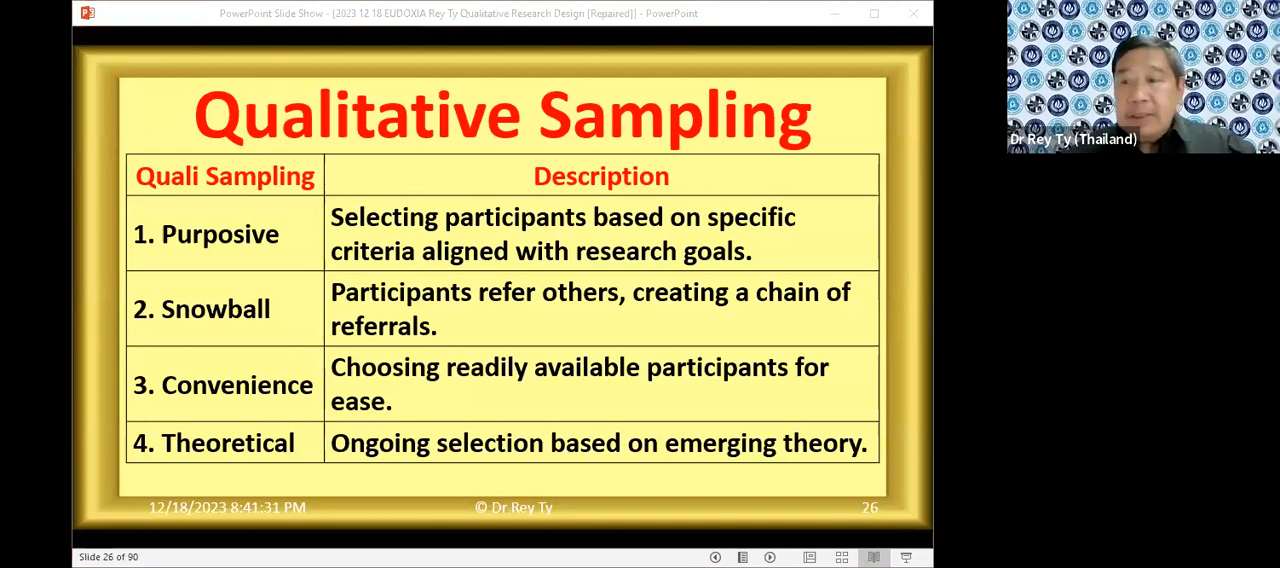 PowerPoint Slide Show - [2023 12 18 EUDOXIA Rey Ty Qualitative Research Design [Repaired]] - PowerPoint
Qualitative Sampling
Quali Sampling
Description
1. Purposive
Selecting participants based on specific
criteria aligned with research goals.
2. Snowball
Participants refer others, creating a chain of
referrals.
3. Convenience
Choosing readily available participants for
ease.
4. Theoretical
Ongoing selection based on emerging theory.
12/18/2023 8:41:31 PM
© Dr Rey Ty
26
Slide 26 of 90
Dr Rey Ty (Thailand)